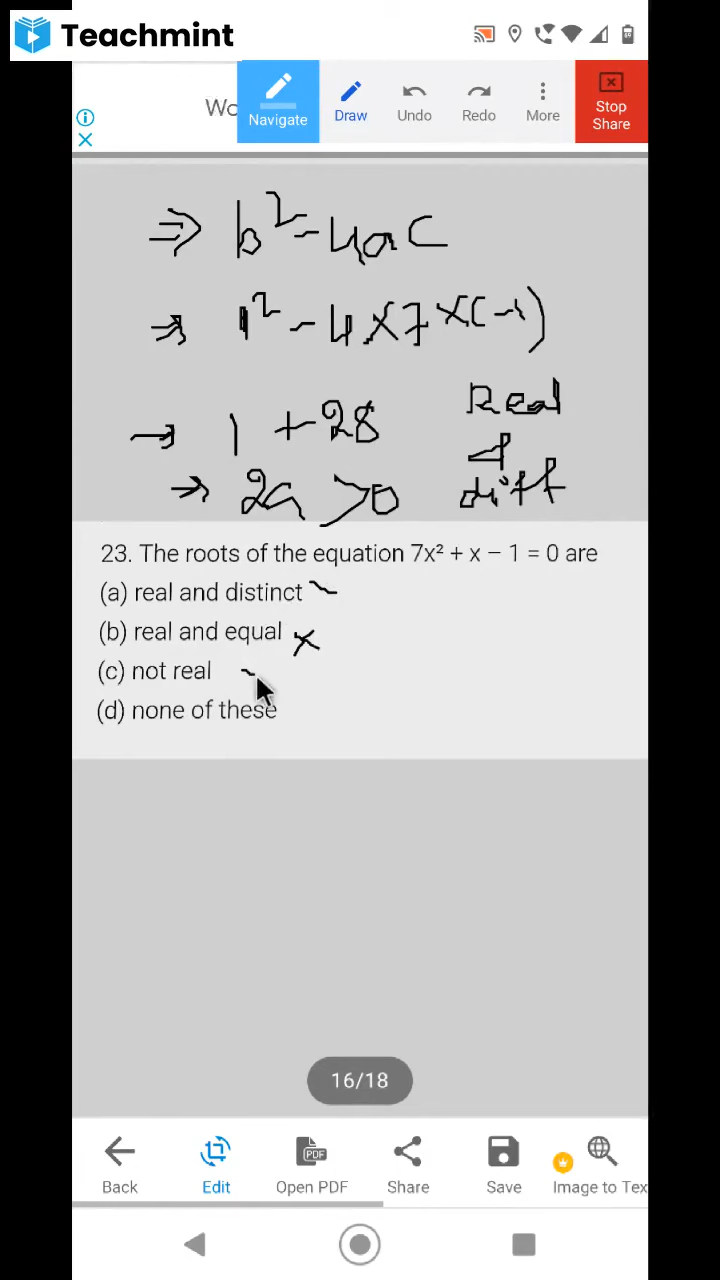 Teachmint
Wo
Navigate
Draw
Undo
Redo
More
Stop
Share
⇒ b² - 4ac
→ 1² - 4×7×(-1)
→ 1 + 28
Real
&
diff
→ 29 >0
23. The roots of the equation 7x² + x – 1 = 0 are
(a) real and distinct
(b) real and equal ×
(c) not real
(d) none of these
16/18
PDF
Back
Edit
Open PDF
Share
Save
Image to Tex